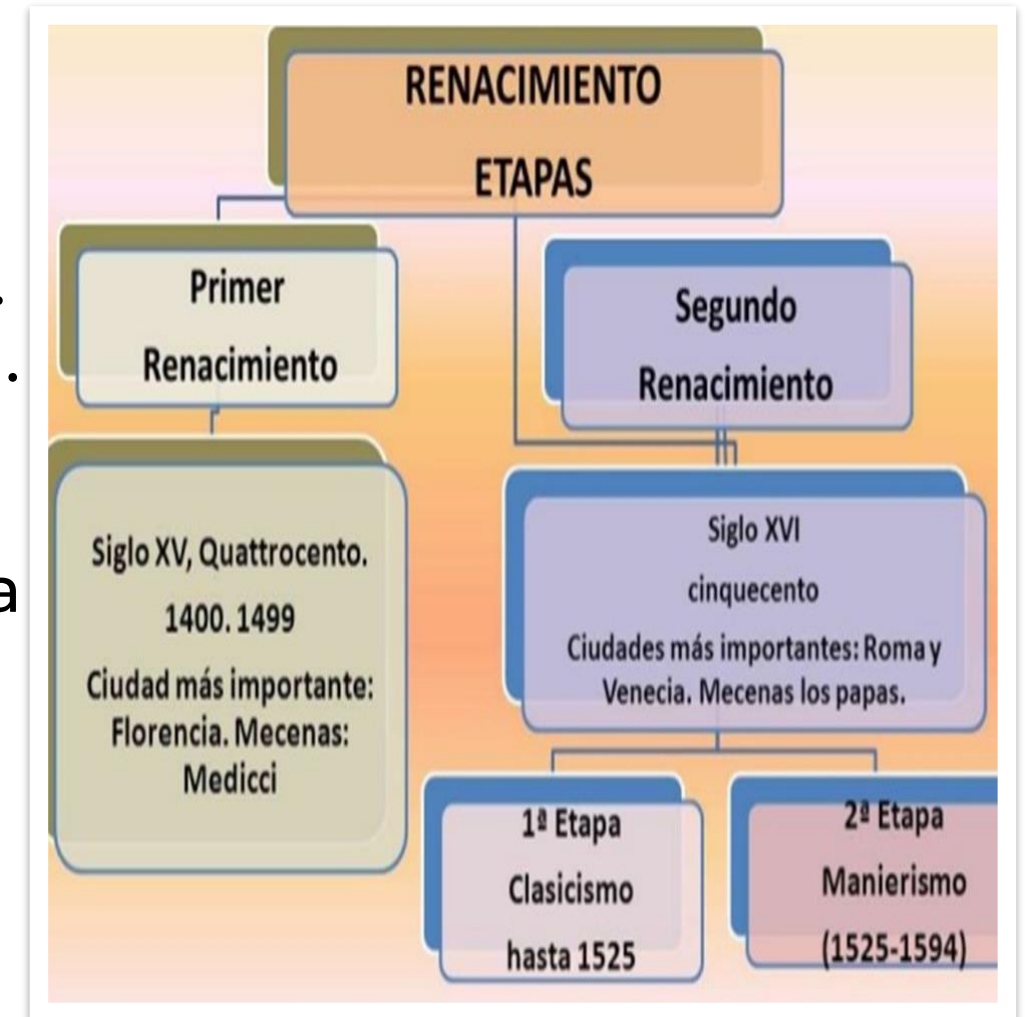 RENACIMIENTO
ETAPAS
Primer
Renacimiento
Segundo
Renacimiento
Siglo XV, Quattrocento.
1400. 1499
Ciudad más importante:
Florencia. Mecenas:
Medicci
Siglo XVI
cinquecento
Ciudades más importantes: Roma y
Venecia. Mecenas los papas.
1ª Etapa
Clasicismo
hasta 1525
2ª Etapa
Manierismo
(1525-1594)